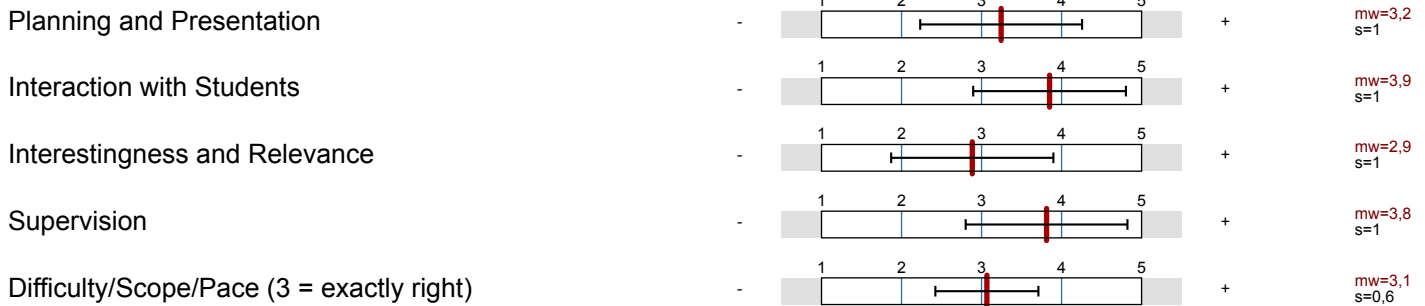 1 2 3 4 5
Planning and Presentation - + mw=3,2
s=1
1 2 3 4 5
Interaction with Students - + mw=3,9
s=1
1 2 3 4 5
Interestingness and Relevance - + mw=2,9
s=1
1 2 3 4 5
Supervision - + mw=3,8
s=1
1 2 3 4 5
Difficulty/Scope/Pace (3 = exactly right) - + mw=3,1
s=0,6